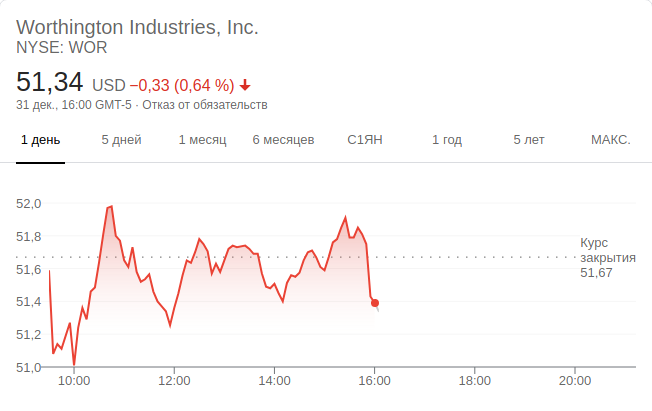 Worthington Industries, Inc.
NYSE: WOR
51,34 USD −0,33 (0,64 %)
31 дек., 16:00 GMT-5 · Отказ от обязательств
1 день 5 дней 1 месяц 6 месяцев С1ЯН 1 год 5 лет МАКС.
52,0
51,8
Курс
закрытия
51,67
51,6
51,4
51,2
51,0
10:00 12:00 14:00 16:00 18:00 20:00